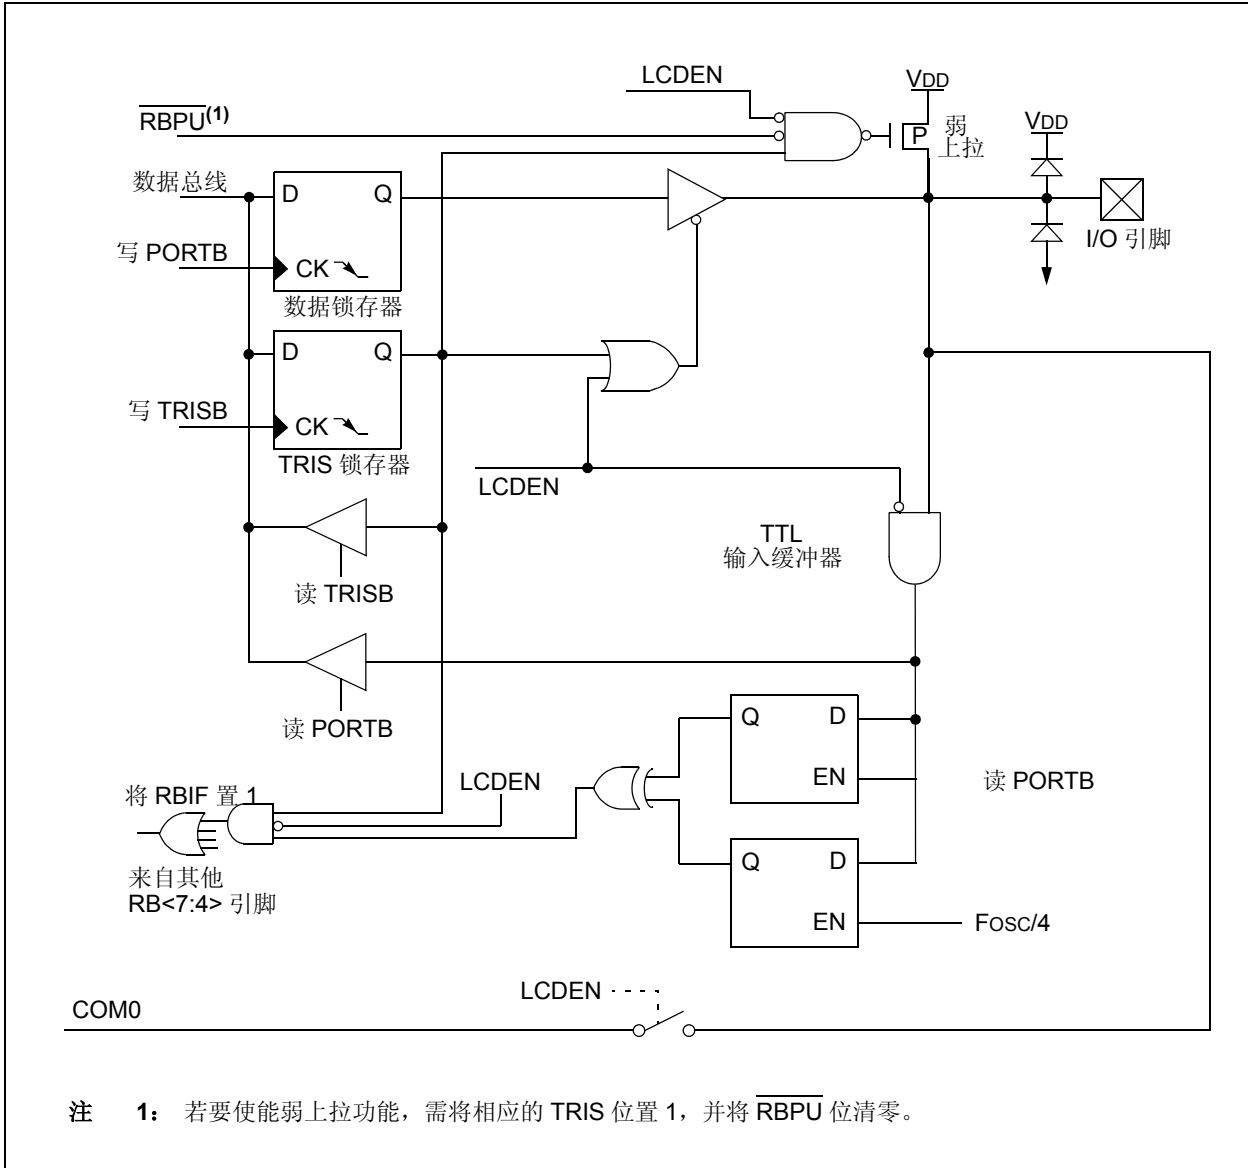 LCDEN
VDD
RBPU(1)
P
弱
上拉
VDD
数据总线
D
Q
写 PORTB
CK
I/O 引脚
数据锁存器
D
Q
写 TRISB
CK
TRIS 锁存器
LCDEN
TTL
输入缓冲器
读 TRISB
读 PORTB
Q
D
EN
读 PORTB
LCDEN
将 RBIF 置 1
Q
D
来自其他
RB<7:4> 引脚
EN
FOSC/4
LCDEN
COM0
注 1: 若要使能弱上拉功能，需将相应的 TRIS 位置 1，并将 RBPU 位清零。